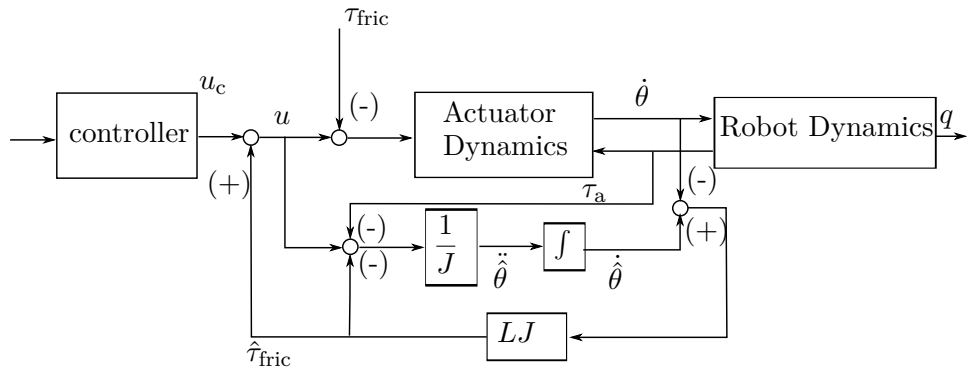 τ_fric
u_c
(-)
θ̇
controller
u
Actuator
Dynamics
Robot Dynamics
q
(+)
τ_a
(-)
(-)
(-)
(+)
1
J
∫
θ̂̈
θ̂̇
LJ
τ̂_fric